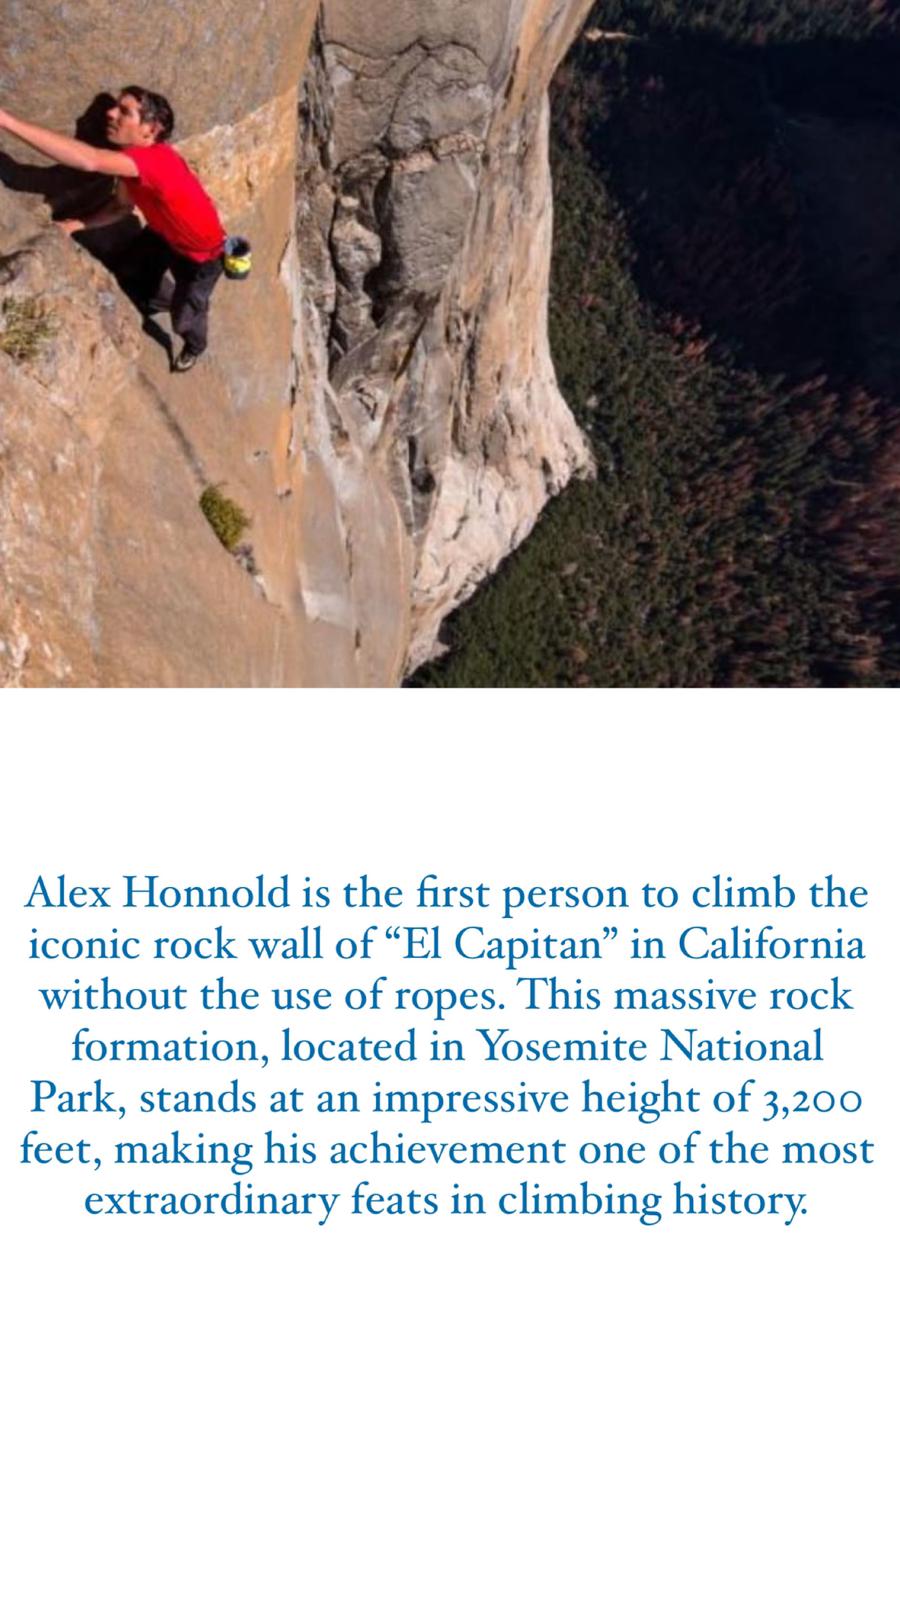 Alex Honnold is the first person to climb the
iconic rock wall of “El Capitan” in California
without the use of ropes. This massive rock
formation, located in Yosemite National
Park, stands at an impressive height of 3,200
feet, making his achievement one of the most
extraordinary feats in climbing history.